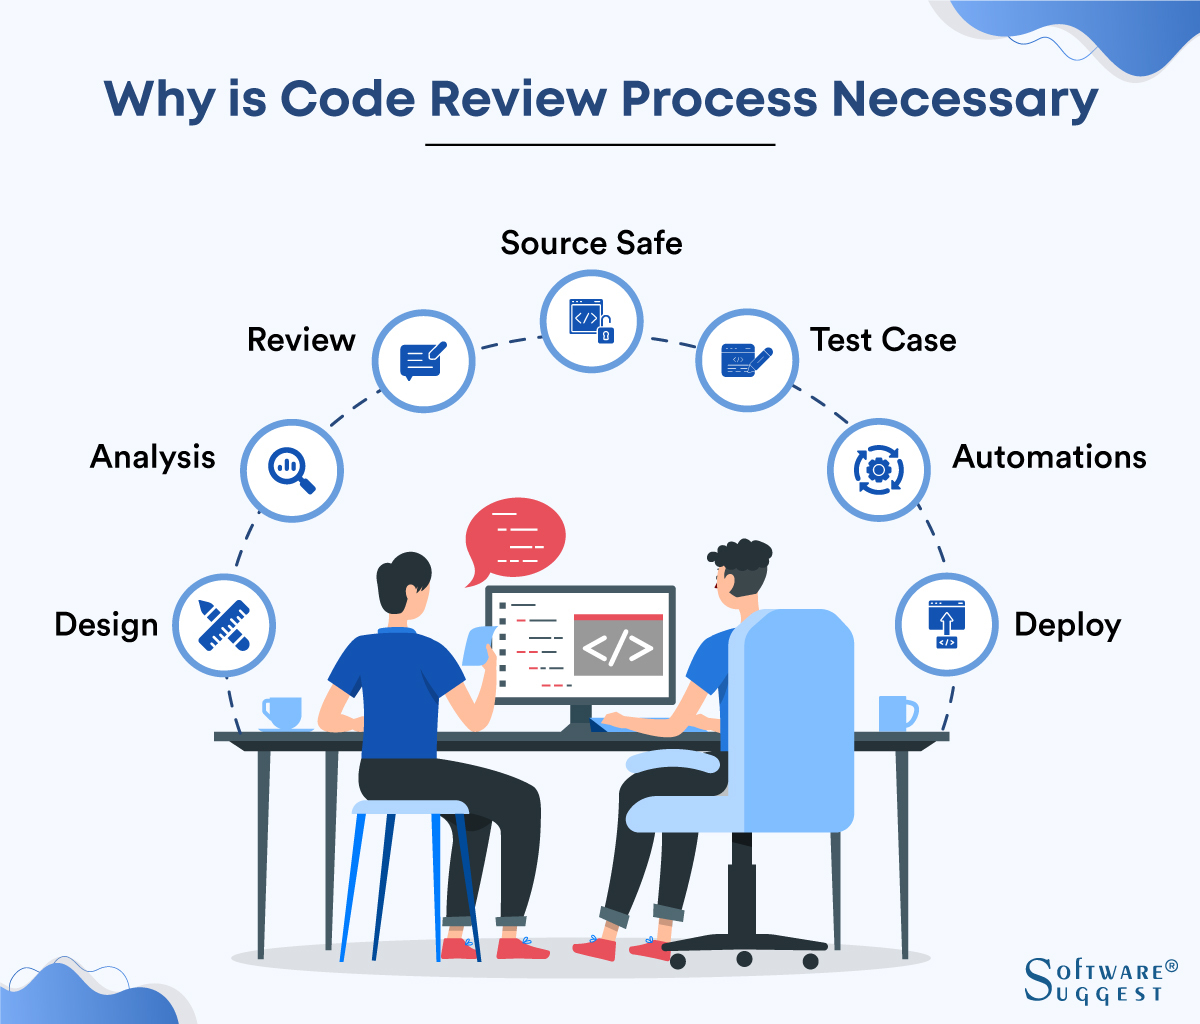 Why is Code Review Process Necessary
Source Safe
Review
Test Case
Analysis
Automations
</>
Design
Deploy
Software®
Suggest